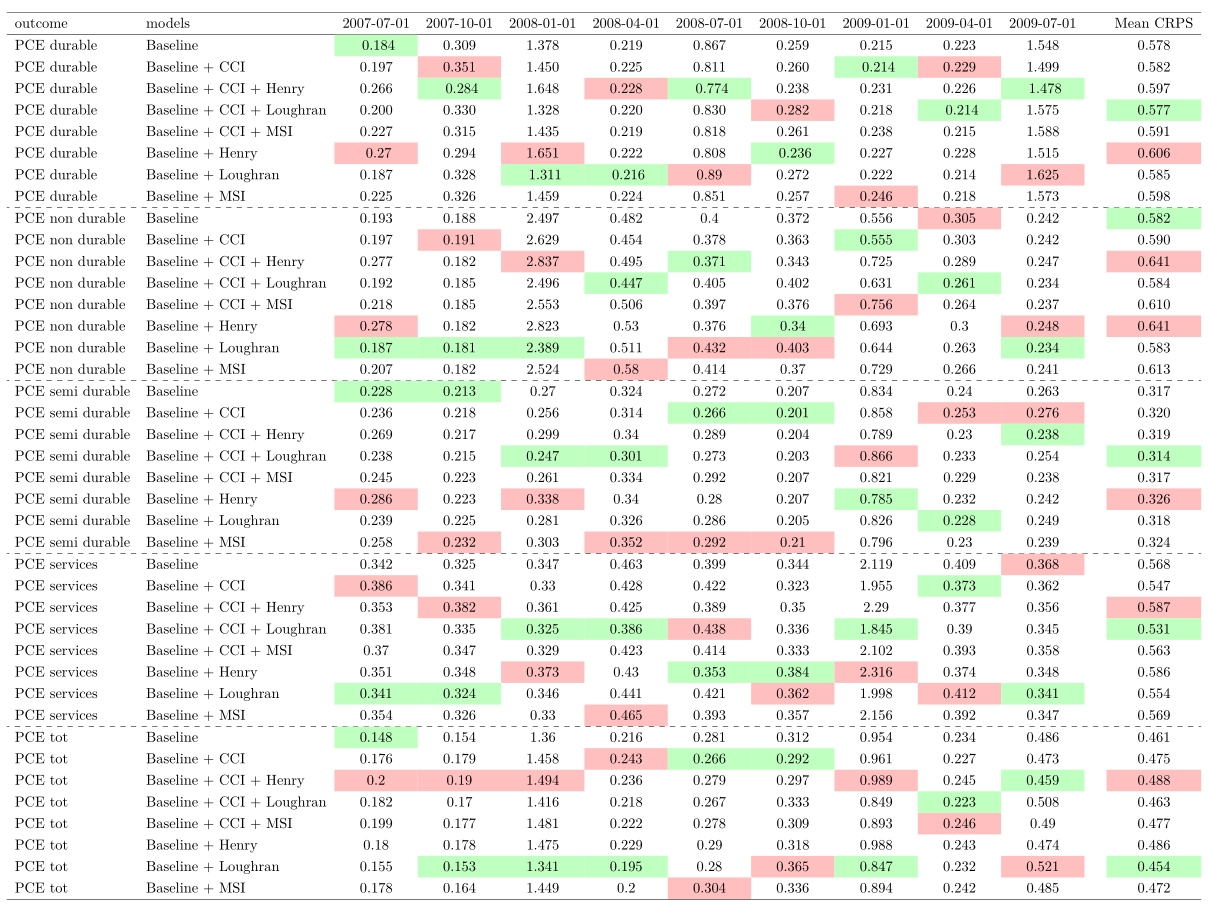 outcome models 2007-07-01 2007-10-01 2008-01-01 2008-04-01 2008-07-01 2008-10-01 2009-01-01 2009-04-01 2009-07-01 Mean CRPS
PCE durable Baseline 0.184 0.309 1.378 0.219 0.867 0.259 0.215 0.223 1.548 0.578
PCE durable Baseline + CCI 0.197 0.351 1.450 0.225 0.811 0.260 0.214 0.229 1.499 0.582
PCE durable Baseline + CCI + Henry 0.266 0.284 1.648 0.228 0.774 0.238 0.231 0.226 1.478 0.597
PCE durable Baseline + CCI + Loughran 0.200 0.330 1.328 0.220 0.830 0.282 0.218 0.214 1.575 0.577
PCE durable Baseline + CCI + MSI 0.227 0.315 1.435 0.219 0.818 0.261 0.238 0.215 1.588 0.591
PCE durable Baseline + Henry 0.27 0.294 1.651 0.222 0.808 0.236 0.227 0.228 1.515 0.606
PCE durable Baseline + Loughran 0.187 0.328 1.311 0.216 0.89 0.272 0.222 0.214 1.625 0.585
PCE durable Baseline + MSI 0.225 0.326 1.459 0.224 0.851 0.257 0.246 0.218 1.573 0.598
PCE non durable Baseline 0.193 0.188 2.497 0.482 0.4 0.372 0.556 0.305 0.242 0.582
PCE non durable Baseline + CCI 0.197 0.191 2.629 0.454 0.378 0.363 0.555 0.303 0.242 0.590
PCE non durable Baseline + CCI + Henry 0.277 0.182 2.837 0.495 0.371 0.343 0.725 0.289 0.247 0.641
PCE non durable Baseline + CCI + Loughran 0.192 0.185 2.496 0.447 0.405 0.402 0.631 0.261 0.234 0.584
PCE non durable Baseline + CCI + MSI 0.218 0.185 2.553 0.506 0.397 0.376 0.756 0.264 0.237 0.610
PCE non durable Baseline + Henry 0.278 0.182 2.823 0.53 0.376 0.34 0.693 0.3 0.248 0.641
PCE non durable Baseline + Loughran 0.187 0.181 2.389 0.511 0.432 0.403 0.644 0.263 0.234 0.583
PCE non durable Baseline + MSI 0.207 0.182 2.524 0.58 0.414 0.37 0.729 0.266 0.241 0.613
PCE semi durable Baseline 0.228 0.213 0.27 0.324 0.272 0.207 0.834 0.24 0.263 0.317
PCE semi durable Baseline + CCI 0.236 0.218 0.256 0.314 0.266 0.201 0.858 0.253 0.276 0.320
PCE semi durable Baseline + CCI + Henry 0.269 0.217 0.299 0.34 0.289 0.204 0.789 0.23 0.238 0.319
PCE semi durable Baseline + CCI + Loughran 0.238 0.215 0.247 0.301 0.273 0.203 0.866 0.233 0.254 0.314
PCE semi durable Baseline + CCI + MSI 0.245 0.223 0.261 0.334 0.292 0.207 0.821 0.229 0.238 0.317
PCE semi durable Baseline + Henry 0.286 0.223 0.338 0.34 0.28 0.207 0.785 0.232 0.242 0.326
PCE semi durable Baseline + Loughran 0.239 0.225 0.281 0.326 0.286 0.205 0.826 0.228 0.249 0.318
PCE semi durable Baseline + MSI 0.258 0.232 0.303 0.352 0.292 0.21 0.796 0.23 0.239 0.324
PCE services Baseline 0.342 0.325 0.347 0.463 0.399 0.344 2.119 0.409 0.368 0.568
PCE services Baseline + CCI 0.386 0.341 0.33 0.428 0.422 0.323 1.955 0.373 0.362 0.547
PCE services Baseline + CCI + Henry 0.353 0.382 0.361 0.425 0.389 0.35 2.29 0.377 0.356 0.587
PCE services Baseline + CCI + Loughran 0.381 0.335 0.325 0.386 0.438 0.336 1.845 0.39 0.345 0.531
PCE services Baseline + CCI + MSI 0.37 0.347 0.329 0.423 0.414 0.333 2.102 0.393 0.358 0.563
PCE services Baseline + Henry 0.351 0.348 0.373 0.43 0.353 0.384 2.316 0.374 0.348 0.586
PCE services Baseline + Loughran 0.341 0.324 0.346 0.441 0.421 0.362 1.998 0.412 0.341 0.554
PCE services Baseline + MSI 0.354 0.326 0.33 0.465 0.393 0.357 2.156 0.392 0.347 0.569
PCE tot Baseline 0.148 0.154 1.36 0.216 0.281 0.312 0.954 0.234 0.486 0.461
PCE tot Baseline + CCI 0.176 0.179 1.458 0.243 0.266 0.292 0.961 0.227 0.473 0.475
PCE tot Baseline + CCI + Henry 0.2 0.19 1.494 0.236 0.279 0.297 0.989 0.245 0.459 0.488
PCE tot Baseline + CCI + Loughran 0.182 0.17 1.416 0.218 0.267 0.333 0.849 0.223 0.508 0.463
PCE tot Baseline + CCI + MSI 0.199 0.177 1.481 0.222 0.278 0.309 0.893 0.246 0.49 0.477
PCE tot Baseline + Henry 0.18 0.178 1.475 0.229 0.29 0.318 0.988 0.243 0.474 0.486
PCE tot Baseline + Loughran 0.155 0.153 1.341 0.195 0.28 0.365 0.847 0.232 0.521 0.454
PCE tot Baseline + MSI 0.178 0.164 1.449 0.2 0.304 0.336 0.894 0.242 0.485 0.472